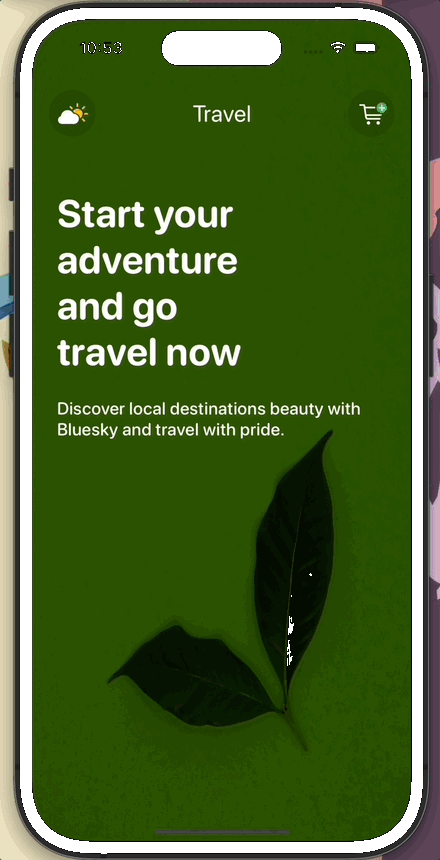 10:53
Travel
Start your
adventure
and go
travel now
Discover local destinations beauty with
Bluesky and travel with pride.